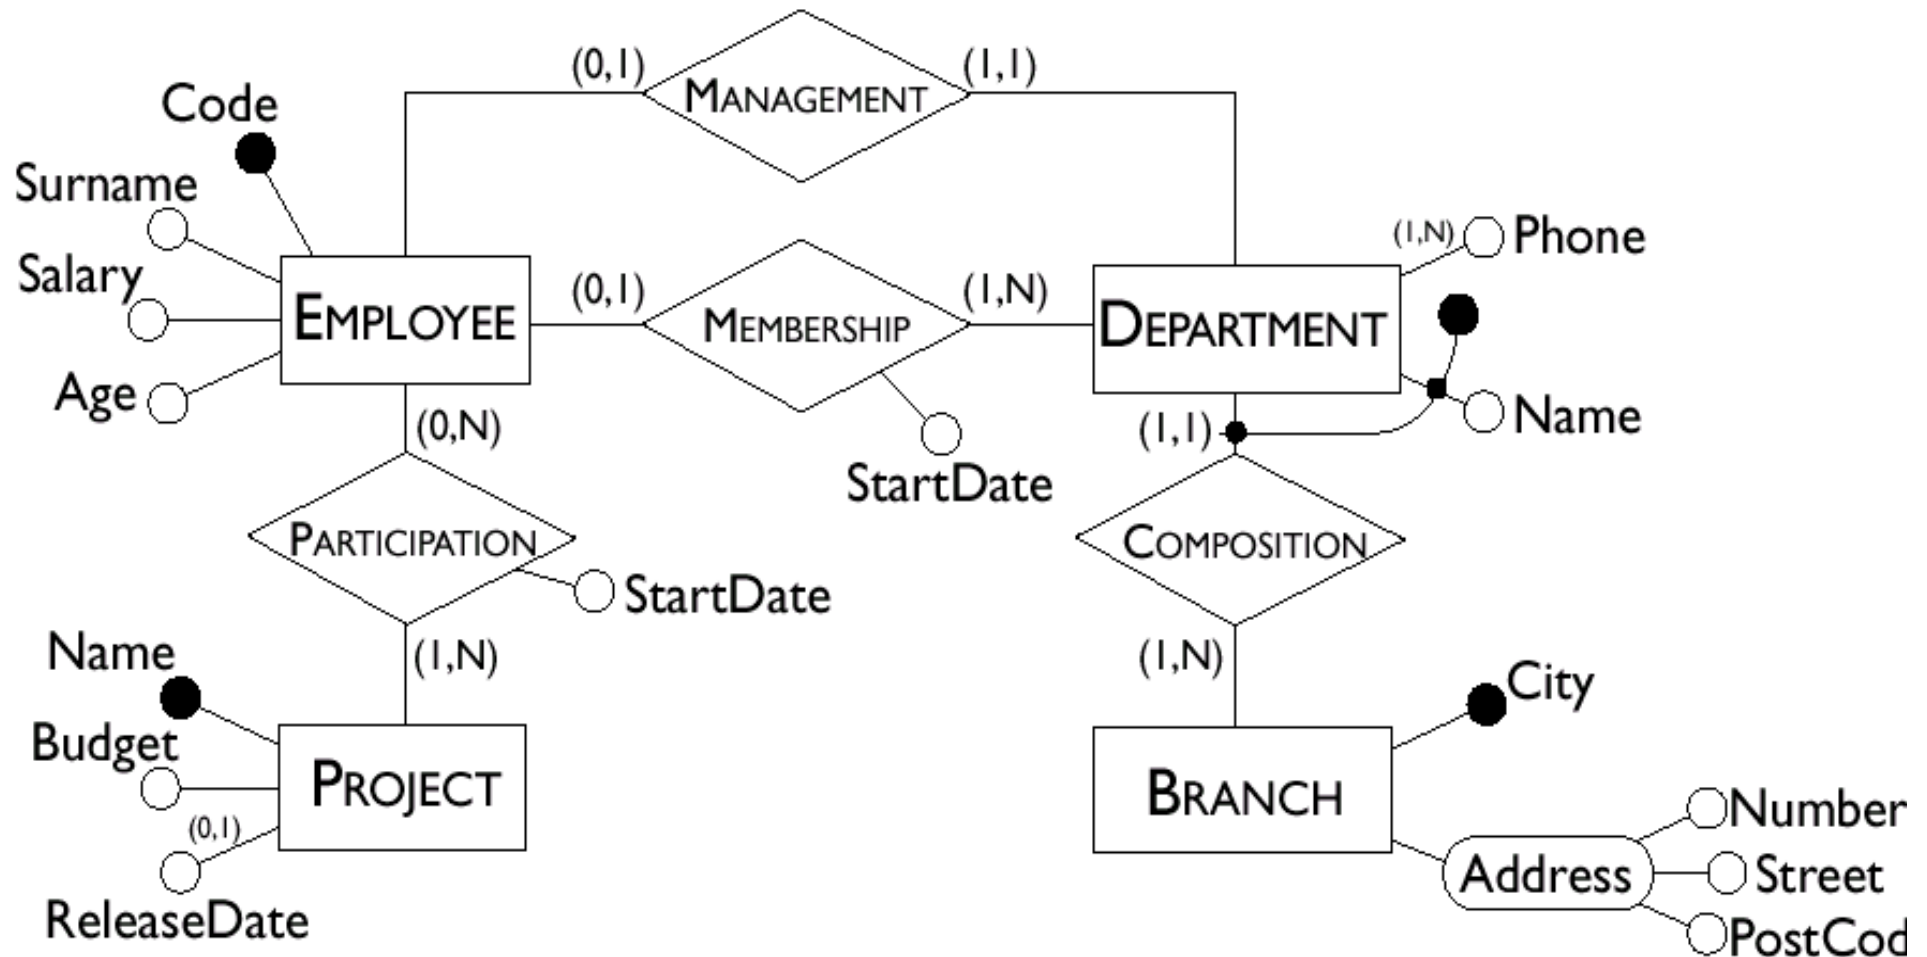 (0,1)
MANAGEMENT
(1,1)
Code
Surname
Salary
Age
EMPLOYEE
(0,1)
MEMBERSHIP
(1,N)
StartDate
DEPARTMENT
(1,N)
Phone
Name
(0,N)
(1,1)
PARTICIPATION
StartDate
COMPOSITION
(1,N)
(1,N)
Name
Budget
(0,1)
ReleaseDate
PROJECT
BRANCH
City
Address
Number
Street
PostCod